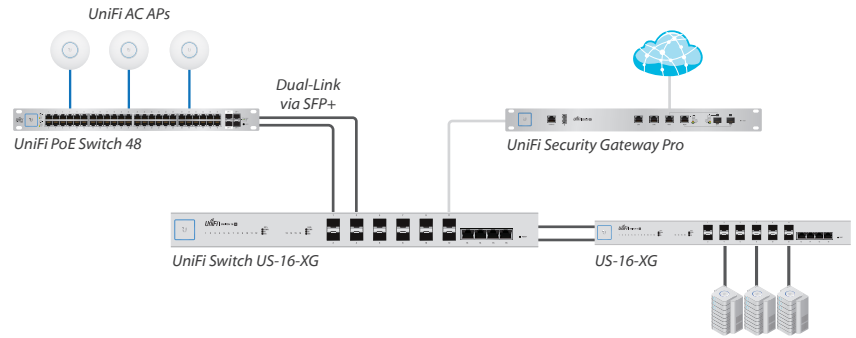 UniFi AC APs
Dual-Link
via SFP+
UniFi PoE Switch 48
UniFi Security Gateway Pro
UniFi
UniFi Switch US-16-XG
US-16-XG